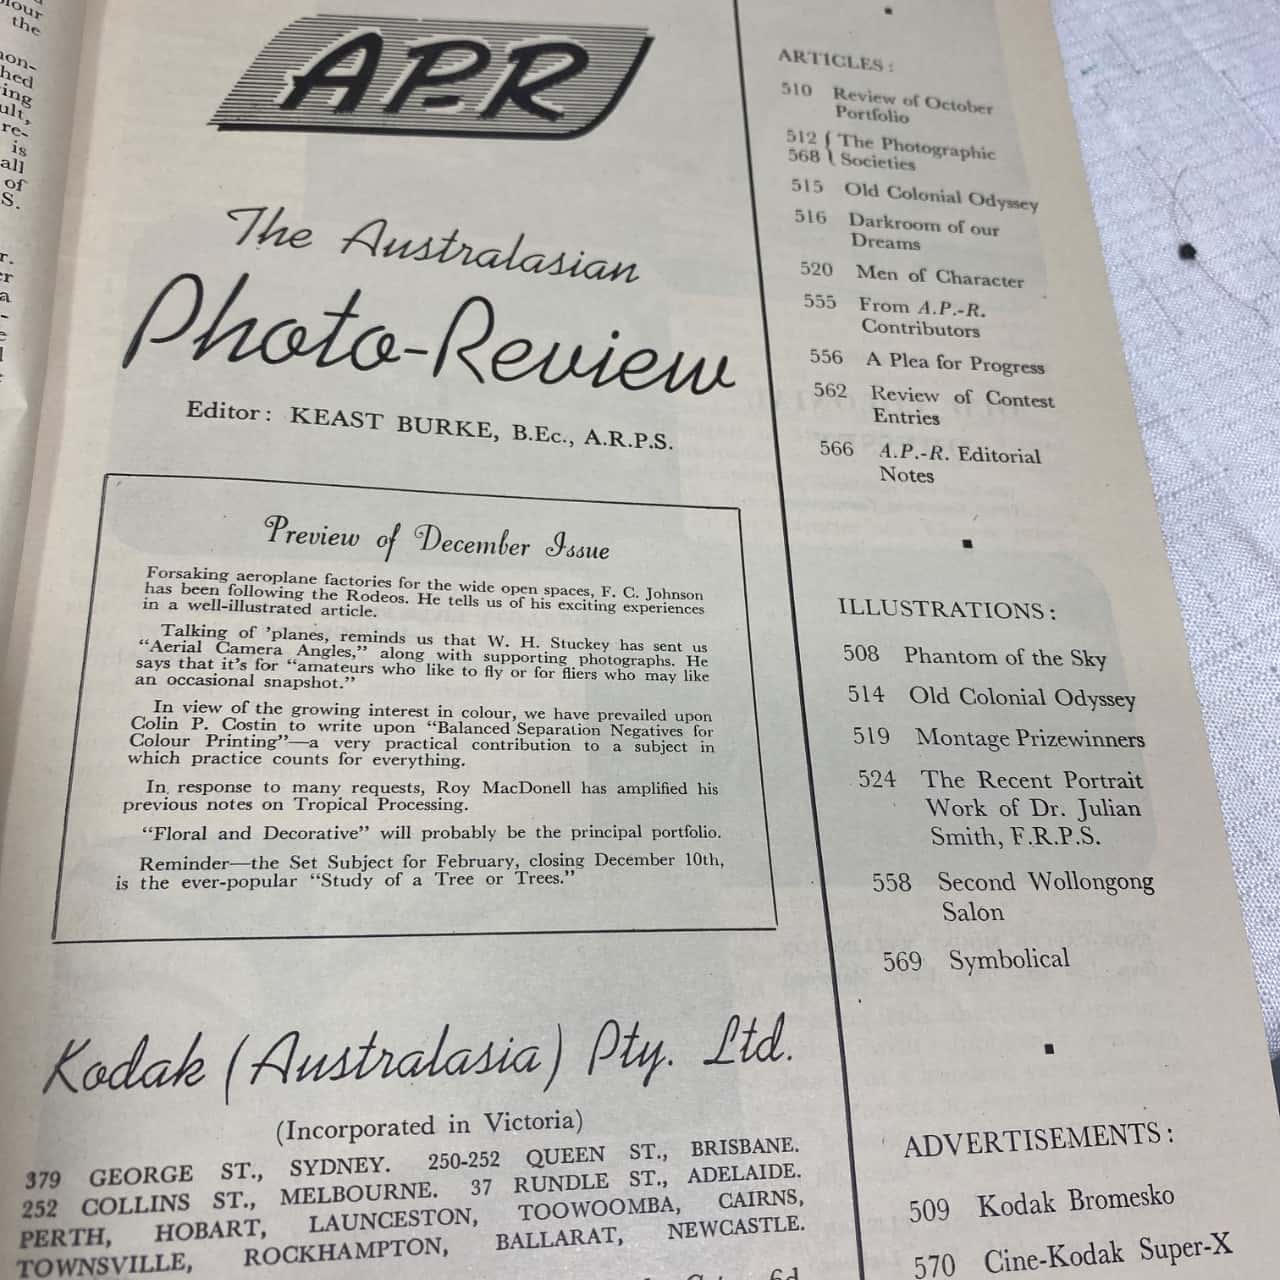 lour
the
non-
hed
ing
ult,
re-
is
all
of
S.
r.
er
a
-
e
l
A.P.-R
The Australasian
Photo-Review
Editor: KEAST BURKE, B.Ec., A.R.P.S.
Preview of December Issue
Forsaking aeroplane factories for the wide open spaces, F. C. Johnson
has been following the Rodeos. He tells us of his exciting experiences
in a well-illustrated article.
Talking of 'planes, reminds us that W. H. Stuckey has sent us
"Aerial Camera Angles," along with supporting photographs. He
says that it's for "amateurs who like to fly or for fliers who may like
an occasional snapshot."
In view of the growing interest in colour, we have prevailed upon
Colin P. Costin to write upon "Balanced Separation Negatives for
Colour Printing"—a very practical contribution to a subject in
which practice counts for everything.
In response to many requests, Roy MacDonell has amplified his
previous notes on Tropical Processing.
"Floral and Decorative" will probably be the principal portfolio.
Reminder—the Set Subject for February, closing December 10th,
is the ever-popular "Study of a Tree or Trees."
Kodak (Australasia) Pty. Ltd.
(Incorporated in Victoria)
379 GEORGE ST., SYDNEY. 250-252 QUEEN ST., BRISBANE.
252 COLLINS ST., MELBOURNE. 37 RUNDLE ST., ADELAIDE.
PERTH, HOBART, LAUNCESTON, TOOWOOMBA, CAIRNS,
TOWNSVILLE, ROCKHAMPTON, BALLARAT, NEWCASTLE.
6d
ARTICLES:
510 Review of October
Portfolio
512 { The Photographic
568 { Societies
515 Old Colonial Odyssey
516 Darkroom of our
Dreams
520 Men of Character
555 From A.P.-R.
Contributors
556 A Plea for Progress
562 Review of Contest
Entries
566 A.P.-R. Editorial
Notes
ILLUSTRATIONS:
508 Phantom of the Sky
514 Old Colonial Odyssey
519 Montage Prizewinners
524 The Recent Portrait
Work of Dr. Julian
Smith, F.R.P.S.
558 Second Wollongong
Salon
569 Symbolical
ADVERTISEMENTS:
509 Kodak Bromesko
570 Cine-Kodak Super-X